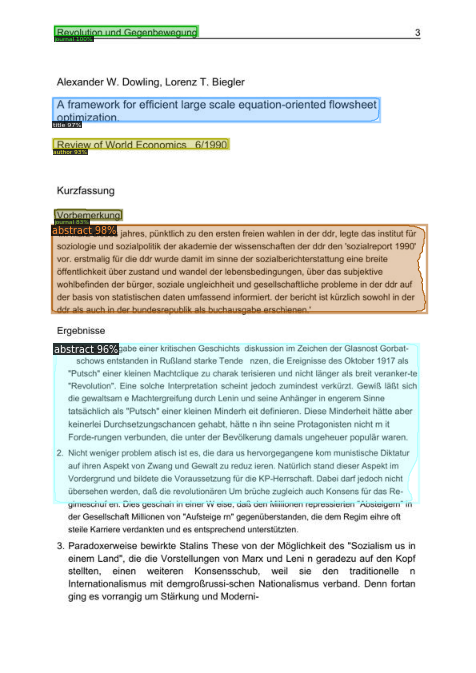 Revolution und Gegenbewegung 3
journal 100%
Alexander W. Dowling, Lorenz T. Biegler
A framework for efficient large scale equation-oriented flowsheet
optimization.
title 97%
Review of World Economics 6/1990
author 93%
Kurzfassung
Vorbemerkung
journal 83%
abstract 98% jahres, pünktlich zu den ersten freien wahlen in der ddr, legte das institut für
soziologie und sozialpolitik der akademie der wissenschaften der ddr den 'sozialreport 1990'
vor. erstmalig für die ddr wurde damit im sinne der sozialberichterstattung eine breite
öffentlichkeit über zustand und wandel der lebensbedingungen, über das subjektive
wohlbefinden der bürger, soziale ungleichheit und gesellschaftliche probleme in der ddr auf
der basis von statistischen daten umfassend informiert. der bericht ist kürzlich sowohl in der
ddr als auch in der bundesrepublik als buchausgabe erschienen.'
Ergebnisse
abstract 96% gabe einer kritischen Geschichts diskussion im Zeichen der Glasnost Gorbat-
schows entstanden in Rußland starke Tende nzen, die Ereignisse des Oktober 1917 als
"Putsch" einer kleinen Machtclique zu charak terisieren und nicht länger als breit veranker-te
"Revolution". Eine solche Interpretation scheint jedoch zumindest verkürzt. Gewiß läßt sich
die gewaltsam e Machtergreifung durch Lenin und seine Anhänger in engerem Sinne
tatsächlich als "Putsch" einer kleinen Minderh eit definieren. Diese Minderheit hätte aber
keinerlei Durchsetzungschancen gehabt, hätte n ihn seine Protagonisten nicht m it
Forde-rungen verbunden, die unter der Bevölkerung damals ungeheuer populär waren.
2. Nicht weniger problem atisch ist es, die dara us hervorgegangene kom munistische Diktatur
auf ihren Aspekt von Zwang und Gewalt zu reduz ieren. Natürlich stand dieser Aspekt im
Vordergrund und bildete die Voraussetzung für die KP-Herrschaft. Dabei darf jedoch nicht
übersehen werden, daß die revolutionären Um brüche zugleich auch Konsens für das Re-
gimeschuf en. Dies geschah in einer W eise, daß den Millionen repressierten "Absteigern" in
der Gesellschaft Millionen von "Aufsteige rn" gegenüberstanden, die dem Regim eihre oft
steile Karriere verdankten und es entsprechend unterstützten.
3. Paradoxerweise bewirkte Stalins These von der Möglichkeit des "Sozialism us in
einem Land", die die Vorstellungen von Marx und Leni n geradezu auf den Kopf
stellten, einen weiteren Konsensschub, weil sie den traditionelle n
Internationalismus mit demgroßrussi-schen Nationalismus verband. Denn fortan
ging es vorrangig um Stärkung und Moderni-